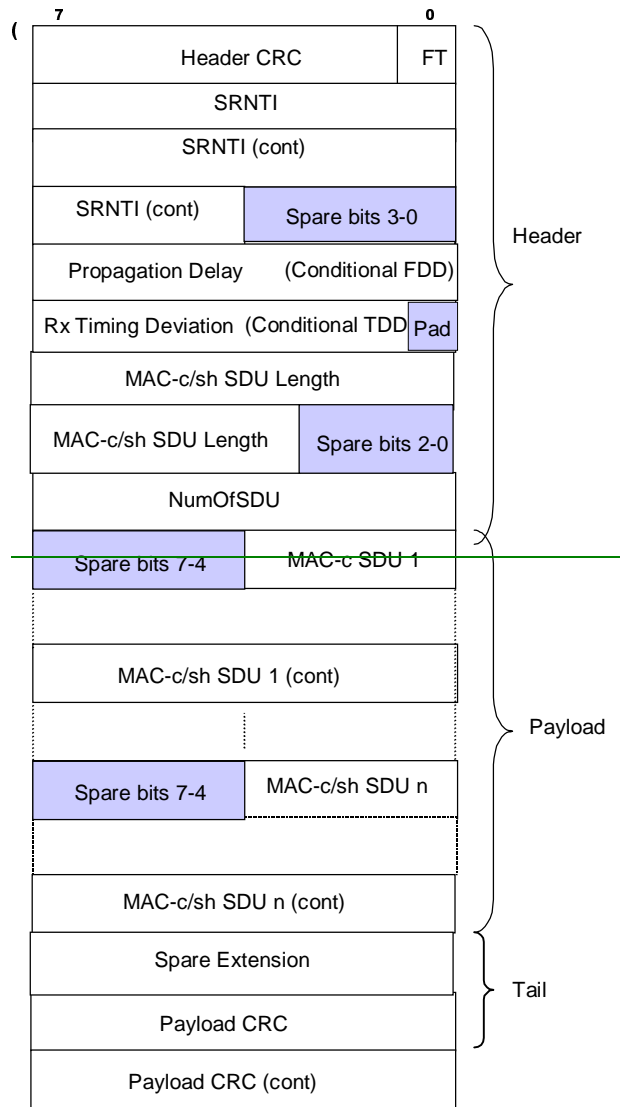 ( 7 0
Header CRC FT
SRNTI
SRNTI (cont)
SRNTI (cont) Spare bits 3-0
Header
Propagation Delay (Conditional FDD)
Rx Timing Deviation (Conditional TDD Pad
MAC-c/sh SDU Length
MAC-c/sh SDU Length Spare bits 2-0
NumOfSDU
Spare bits 7-4 MAC-c SDU 1
MAC-c/sh SDU 1 (cont)
Payload
Spare bits 7-4 MAC-c/sh SDU n
MAC-c/sh SDU n (cont)
Spare Extension
Tail
Payload CRC
Payload CRC (cont)